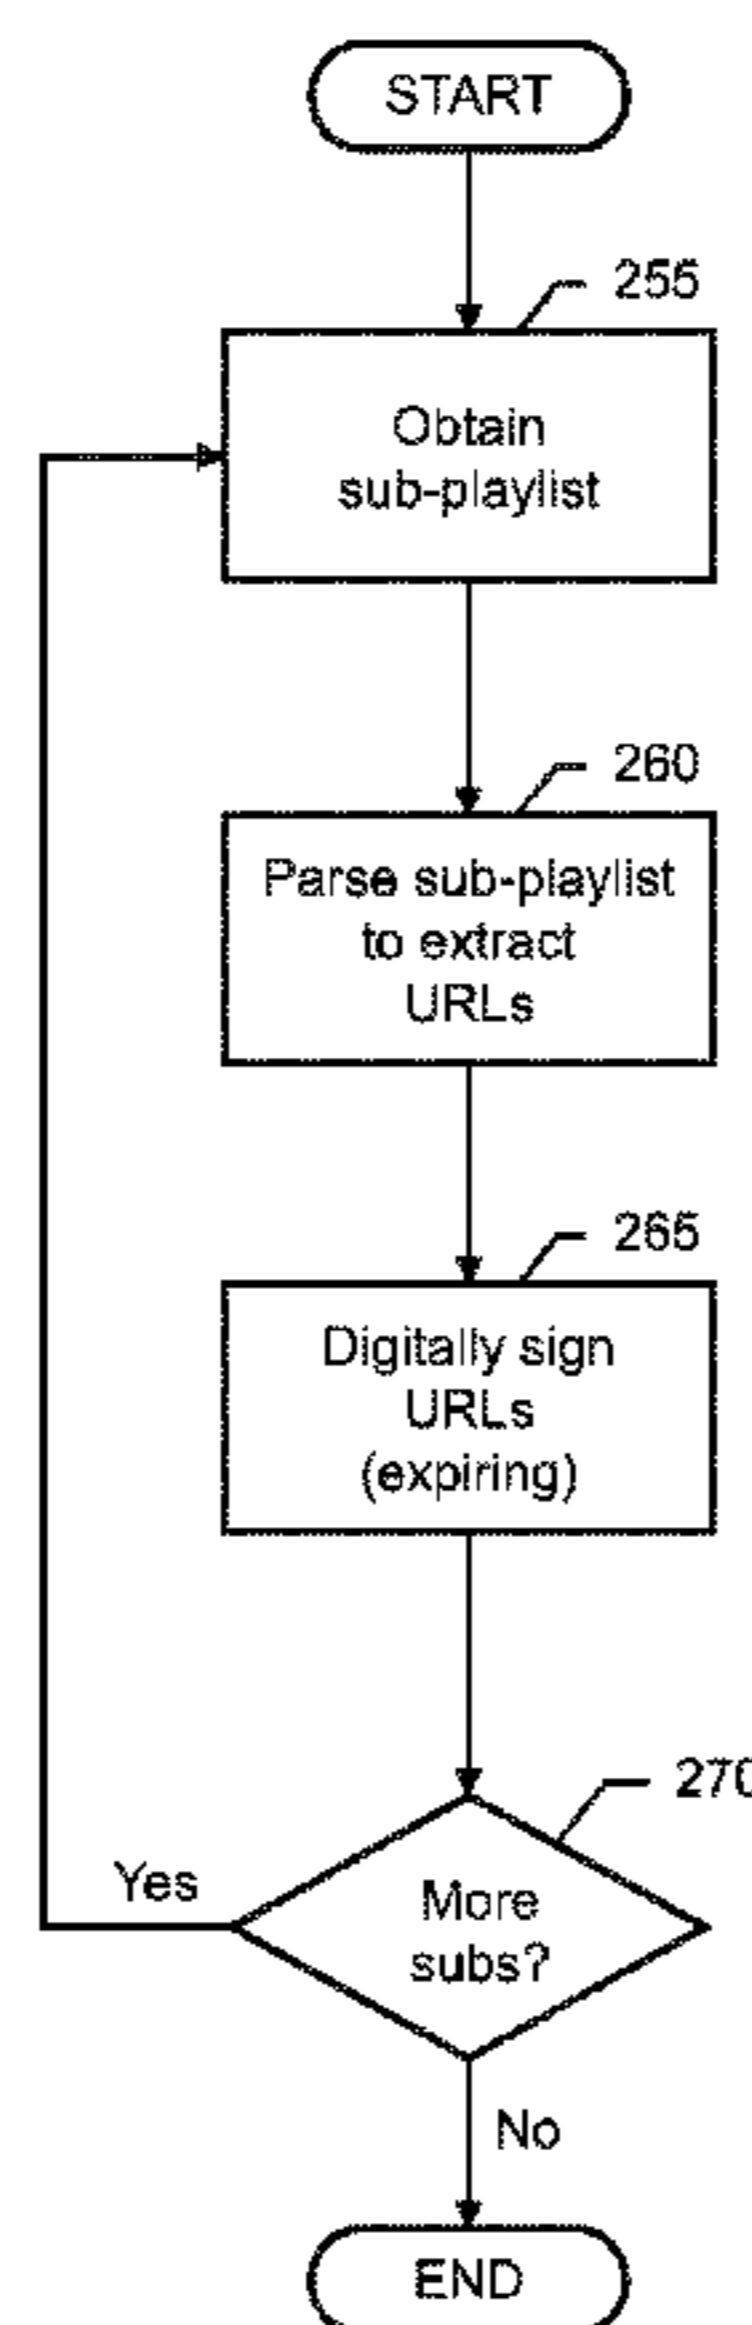 START
255
Obtain
sub-playlist
260
Parse sub-playlist
to extract
URLs
265
Digitally sign
URLs
(expiring)
270
More
subs?
Yes
No
END